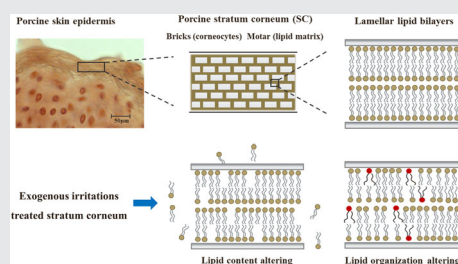 Porcine skin epidermis
Porcine stratum corneum (SC)
Lamellar lipid bilayers
Bricks (corneocytes) Motar (lipid matrix)
50μm
Exogenous irritations
treated stratum corneum
Lipid content altering
Lipid organization altering